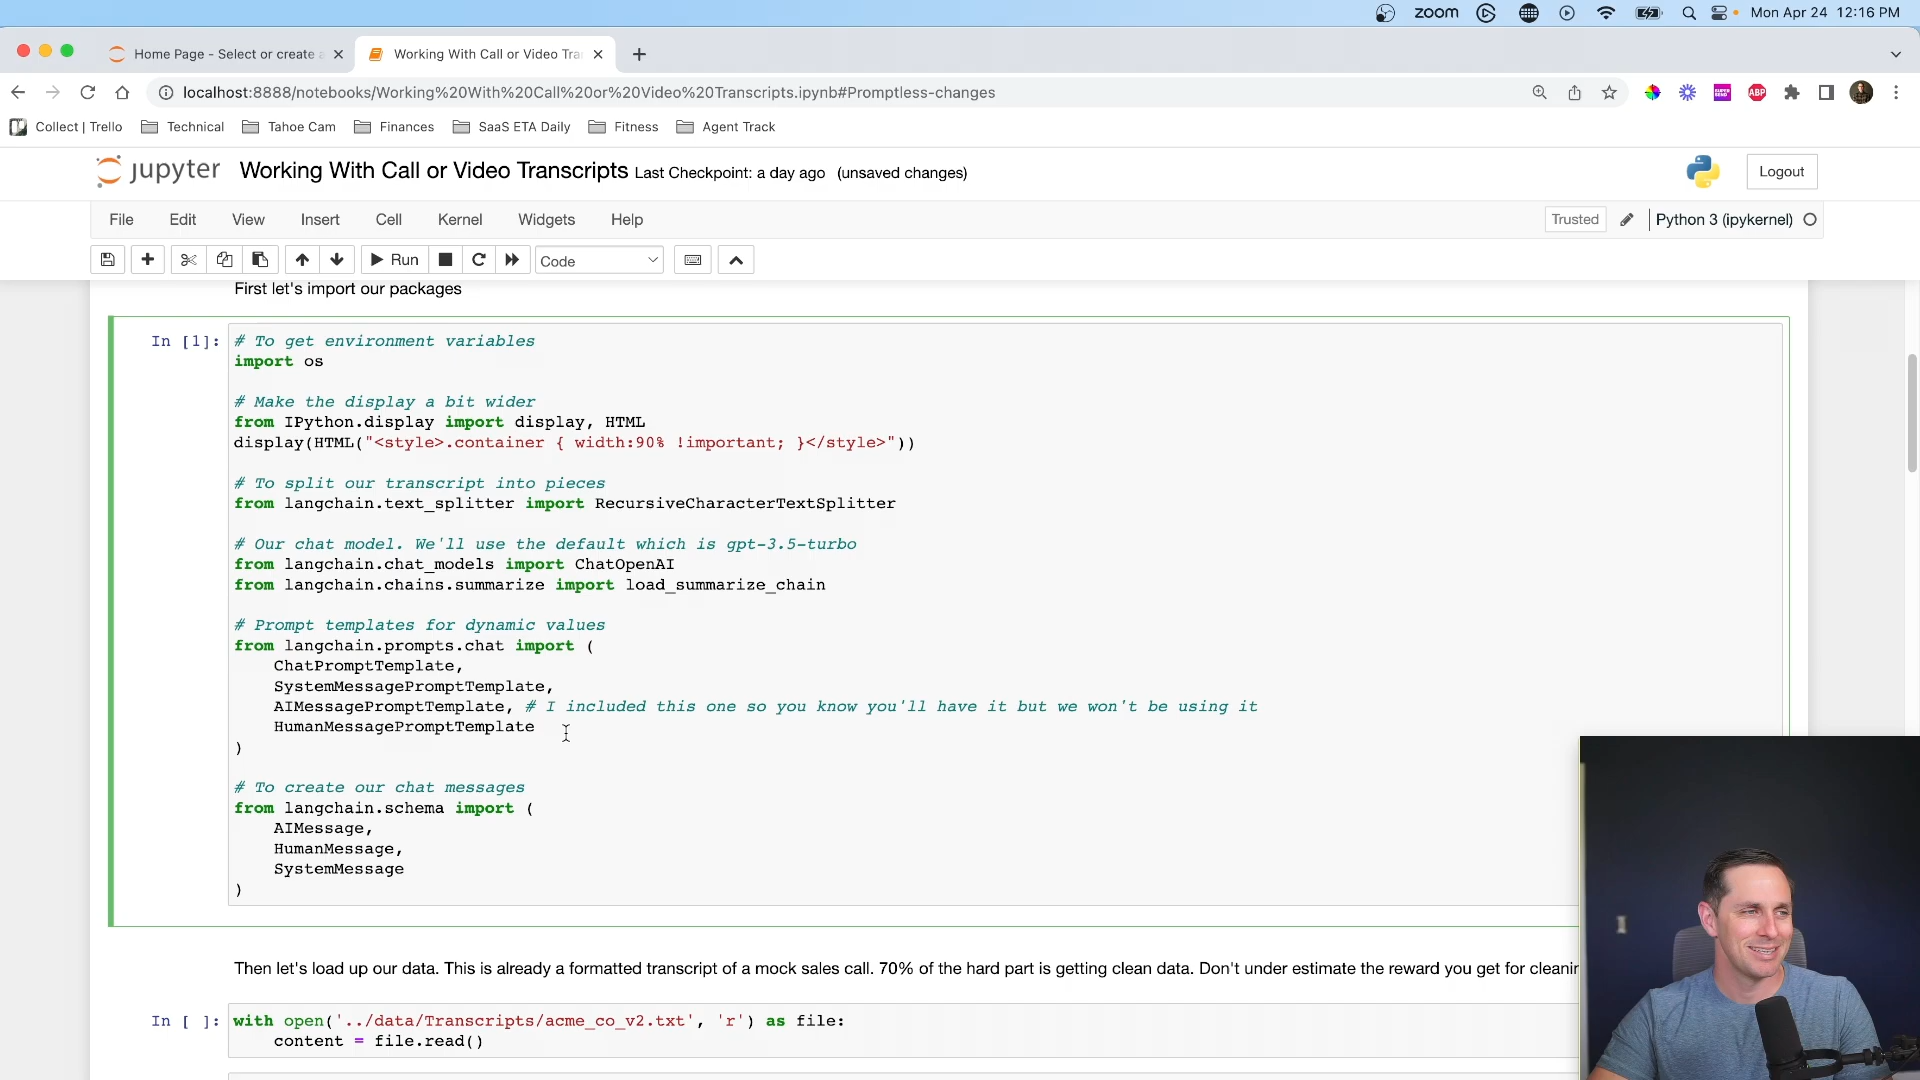 zoom
Mon Apr 24 12:16 PM
Home Page - Select or create a
Working With Call or Video Tra
localhost:8888/notebooks/Working%20With%20Call%20or%20Video%20Transcripts.ipynb#Promptless-changes
ABP
Collect | Trello
Technical
Tahoe Cam
Finances
SaaS ETA Daily
Fitness
Agent Track
jupyter
Working With Call or Video Transcripts Last Checkpoint: a day ago (unsaved changes)
Logout
File Edit View Insert Cell Kernel Widgets Help
Trusted
Python 3 (ipykernel)
Run
Code
First let's import our packages
In [1]:
# To get environment variables
import os
# Make the display a bit wider
from IPython.display import display, HTML
display(HTML("<style>.container { width:90% !important; }</style>"))
# To split our transcript into pieces
from langchain.text_splitter import RecursiveCharacterTextSplitter
# Our chat model. We'll use the default which is gpt-3.5-turbo
from langchain.chat_models import ChatOpenAI
from langchain.chains.summarize import load_summarize_chain
# Prompt templates for dynamic values
from langchain.prompts.chat import (
    ChatPromptTemplate,
    SystemMessagePromptTemplate,
    AIMessagePromptTemplate, # I included this one so you know you'll have it but we won't be using it
    HumanMessagePromptTemplate
)
# To create our chat messages
from langchain.schema import (
    AIMessage,
    HumanMessage,
    SystemMessage
)
Then let's load up our data. This is already a formatted transcript of a mock sales call. 70% of the hard part is getting clean data. Don't under estimate the reward you get for cleanin
In [ ]:
with open('../data/Transcripts/acme_co_v2.txt', 'r') as file:
    content = file.read()